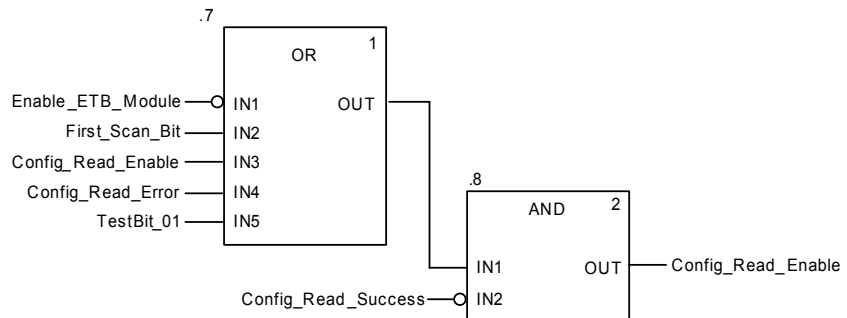 .7
1
OR
Enable_ETB_Module IN1 OUT
First_Scan_Bit IN2
Config_Read_Enable IN3
Config_Read_Error IN4
TestBit_01 IN5
.8
AND 2
IN1 OUT Config_Read_Enable
Config_Read_Success IN2